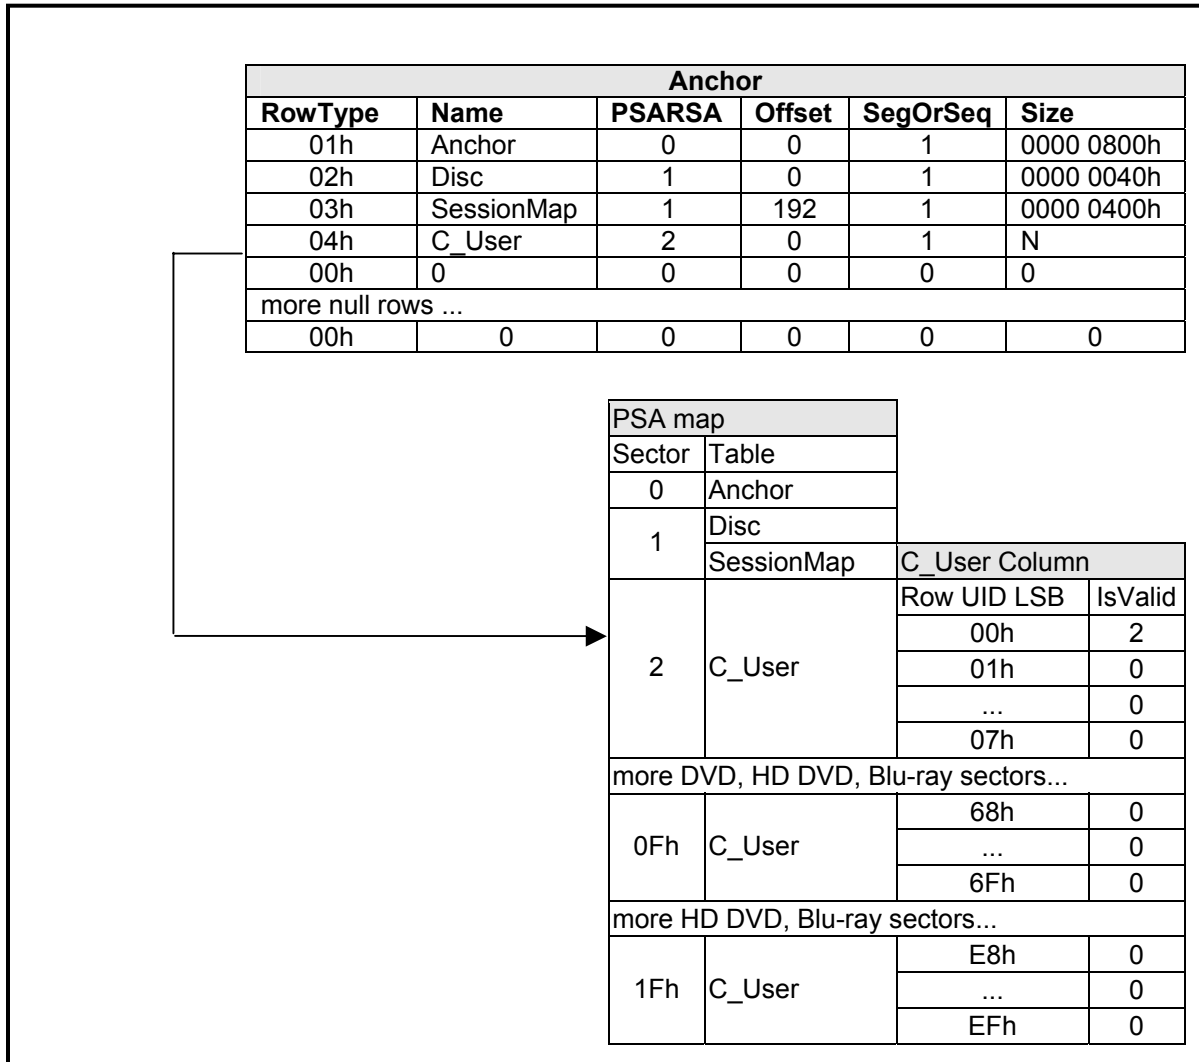 Anchor
RowType Name PSARSA Offset SegOrSeq Size
01h Anchor 0 0 1 0000 0800h
02h Disc 1 0 1 0000 0040h
03h SessionMap 1 192 1 0000 0400h
04h C_User 2 0 1 N
00h 0 0 0 0 0
more null rows ...
00h 0 0 0 0 0
PSA map
Sector Table
0 Anchor
1 Disc
SessionMap C_User Column
Row UID LSB IsValid
00h 2
2 C_User 01h 0
... 0
07h 0
more DVD, HD DVD, Blu-ray sectors...
68h 0
0Fh C_User ... 0
6Fh 0
more HD DVD, Blu-ray sectors...
E8h 0
1Fh C_User ... 0
EFh 0